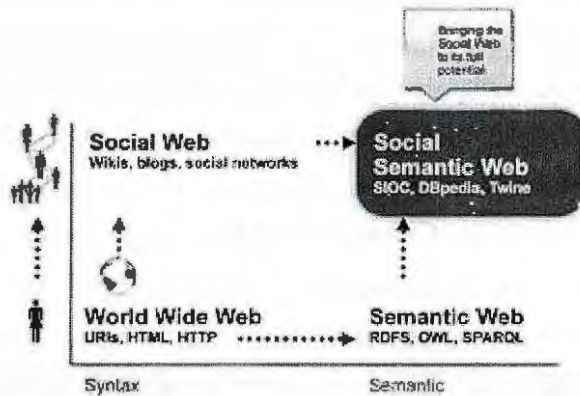 Bringing the
Social Web
to its full
potential
Social Web
Wikis, blogs, social networks
Social
Semantic Web
SIOC, DBpedia, Twine
World Wide Web
URIs, HTML, HTTP
Semantic Web
RDFS, OWL, SPARQL
Syntax
Semantic